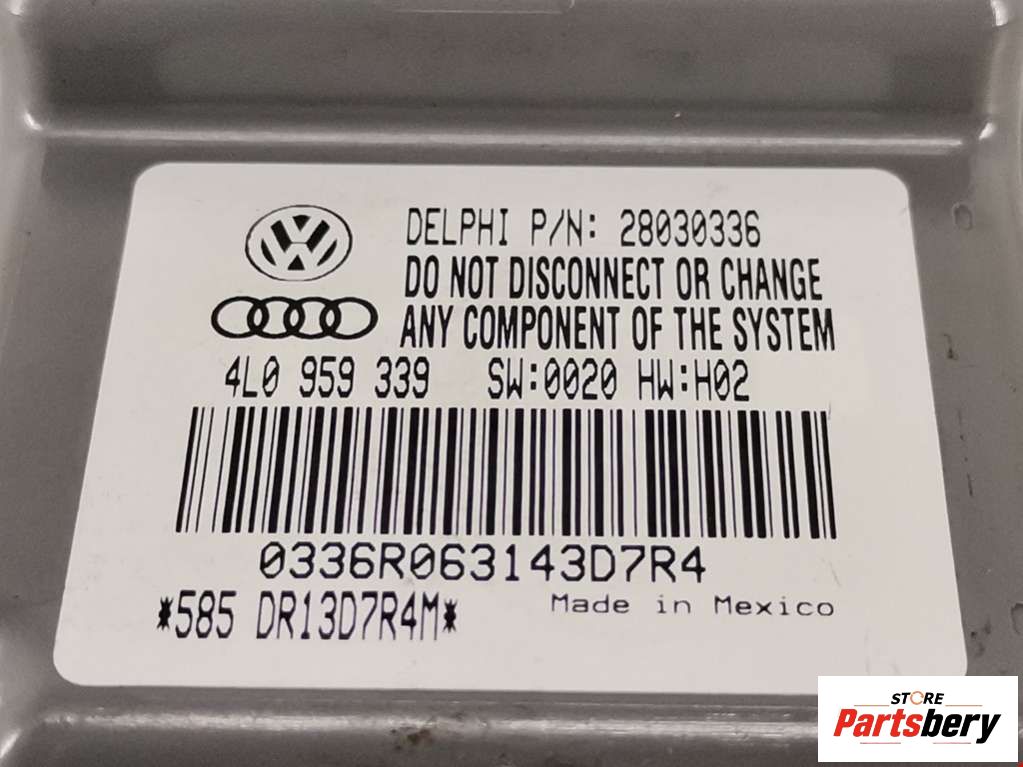 DELPHI P/N: 28030336
DO NOT DISCONNECT OR CHANGE
ANY COMPONENT OF THE SYSTEM
4L0 959 339 SW:0020 HW:H02
0336R063143D7R4
*585 DR13D7R4M*
Made in Mexico
STORE
Partsbery